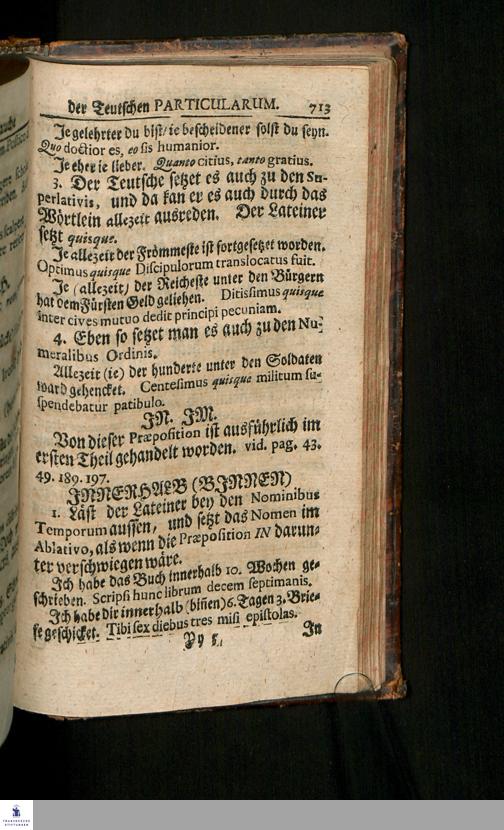 der Teutschen PARTICULARUM. 713
Je gelehrter du bist/ ie bescheidener solst du seyn.
Quo doctior es, eo sis humanior.
Je eher ie lieber. Quanto citius, tanto gratius.
3. Der Teutsche setzet es auch zu den Su-
perlativis, und da kan er es auch durch das
Wörtlein allezeit ausreden. Der Lateiner
setzt quisque.
Je allezeit der Frömmeste ist fortgesetzet worden.
Optimus quisque Discipulorum translocatus fuit.
Je (allezeit) der Reicheste unter den Bürgern
hat dem Fürsten Geld geliehen. Ditissimus quisque
inter cives mutuo dedit principi pecuniam.
4. Eben so setzet man es auch zu den Nu-
meralibus Ordinis.
Allezeit (ie) der hunderte unter den Soldaten
ward gehencket. Centesimus quisque militum su-
spendebatur patibulo.
IN. IM.
Von dieser Præposition ist ausführlich im
ersten Theil gehandelt worden. vid. pag. 43.
49. 189. 197.
INNERHALB (BINNEN)
1. Läst der Lateiner bey den Nominibus
Temporum aussen, und setzt das Nomen im
Ablativo, als wenn die Præposition IN darun-
ter verschwiegen wäre.
Ich habe das Buch innerhalb 10. Wochen ge-
schrieben. Scripsi hunc librum decem septimanis.
Ich habe dir innerhalb (biñen) 6. Tagen 3. Brie-
fe geschicket. Tibi sex diebus tres misi epistolas.
Yy 5 In
FRANCKESCHE
STIFTUNGEN